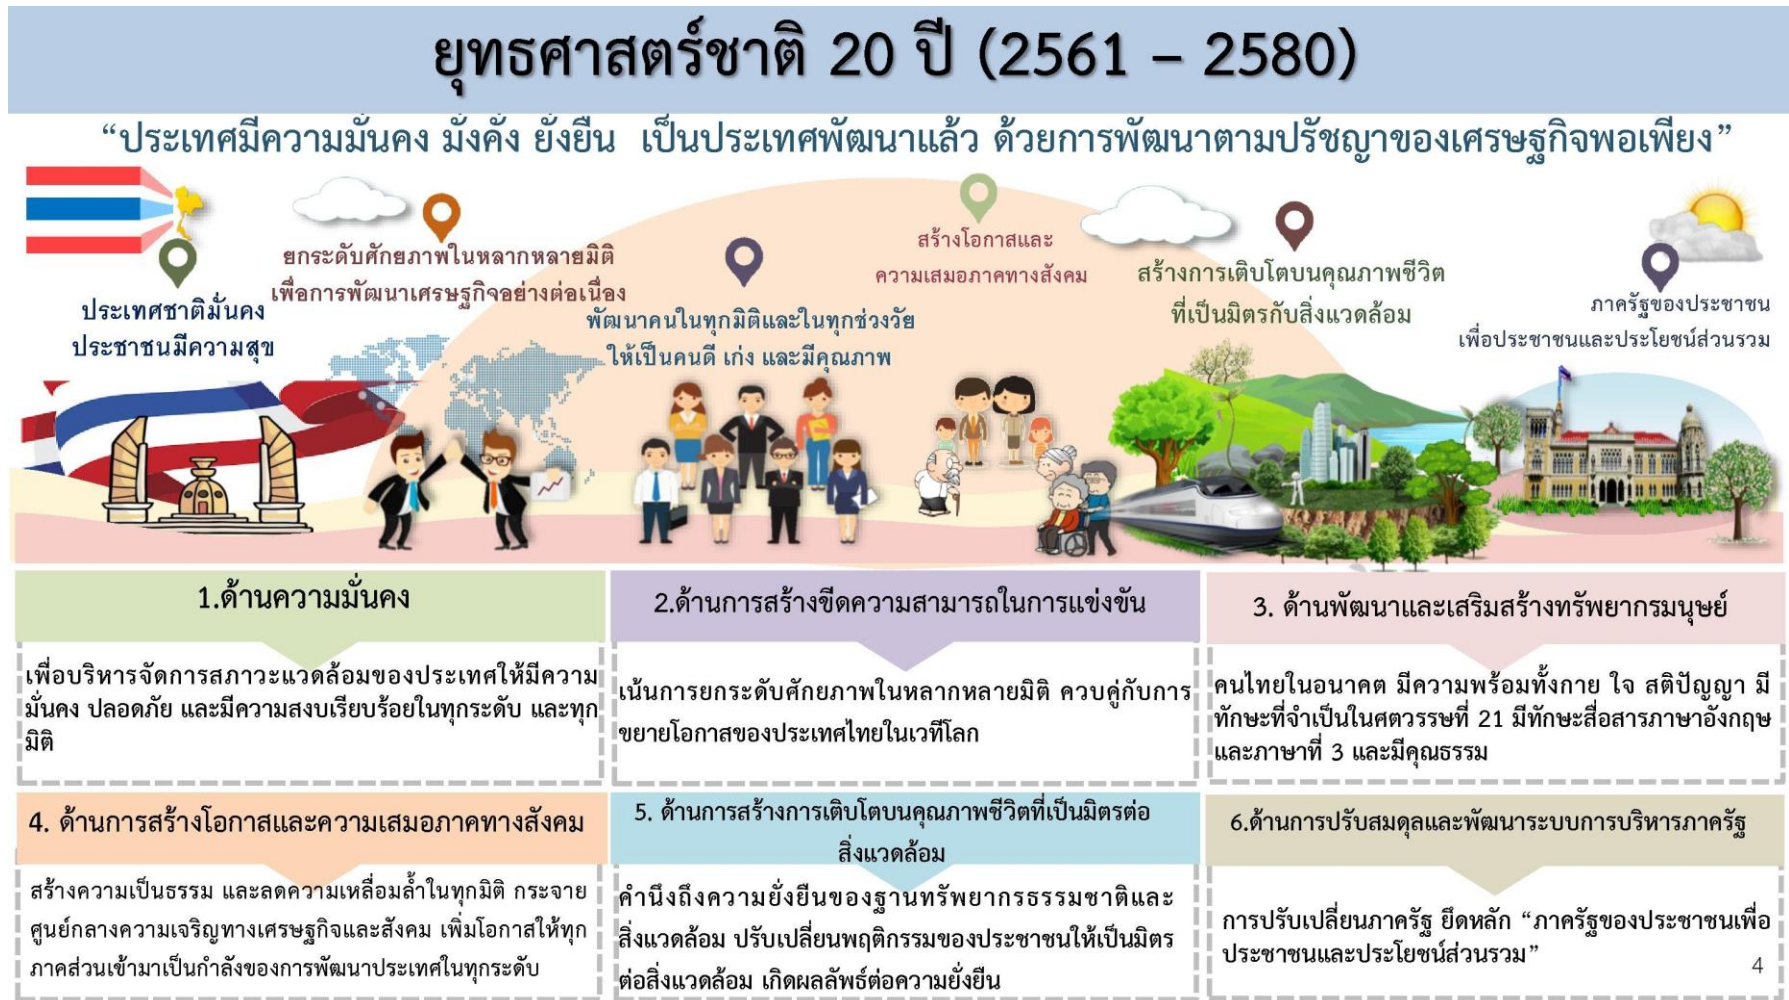 ยุทธศาสตร์ชาติ 20 ปี (2561 – 2580)
“ประเทศมีความมั่นคง มั่งคั่ง ยั่งยืน เป็นประเทศพัฒนาแล้ว ด้วยการพัฒนาตามปรัชญาของเศรษฐกิจพอเพียง”
ประเทศชาติมั่นคง
ประชาชนมีความสุข
ยกระดับศักยภาพในหลากหลายมิติ
เพื่อการพัฒนาเศรษฐกิจอย่างต่อเนื่อง
พัฒนาคนในทุกมิติและในทุกช่วงวัย
ให้เป็นคนดี เก่ง และมีคุณภาพ
สร้างโอกาสและ
ความเสมอภาคทางสังคม
สร้างการเติบโตบนคุณภาพชีวิต
ที่เป็นมิตรกับสิ่งแวดล้อม
ภาครัฐของประชาชน
เพื่อประชาชนและประโยชน์ส่วนรวม
1.ด้านความมั่นคง
เพื่อบริหารจัดการสภาวะแวดล้อมของประเทศให้มีความ
มั่นคง ปลอดภัย และมีความสงบเรียบร้อยในทุกระดับ และทุก
มิติ
2.ด้านการสร้างขีดความสามารถในการแข่งขัน
เน้นการยกระดับศักยภาพในหลากหลายมิติ ควบคู่กับการ
ขยายโอกาสของประเทศไทยในเวทีโลก
3. ด้านพัฒนาและเสริมสร้างทรัพยากรมนุษย์
คนไทยในอนาคต มีความพร้อมทั้งกาย ใจ สติปัญญา มี
ทักษะที่จำเป็นในศตวรรษที่ 21 มีทักษะสื่อสารภาษาอังกฤษ
และภาษาที่ 3 และมีคุณธรรม
4. ด้านการสร้างโอกาสและความเสมอภาคทางสังคม
สร้างความเป็นธรรม และลดความเหลื่อมล้ำในทุกมิติ กระจาย
ศูนย์กลางความเจริญทางเศรษฐกิจและสังคม เพิ่มโอกาสให้ทุก
ภาคส่วนเข้ามาเป็นกำลังของการพัฒนาประเทศในทุกระดับ
5. ด้านการสร้างการเติบโตบนคุณภาพชีวิตที่เป็นมิตรต่อ
สิ่งแวดล้อม
คำนึงถึงความยั่งยืนของฐานทรัพยากรธรรมชาติและ
สิ่งแวดล้อม ปรับเปลี่ยนพฤติกรรมของประชาชนให้เป็นมิตร
ต่อสิ่งแวดล้อม เกิดผลลัพธ์ต่อความยั่งยืน
6.ด้านการปรับสมดุลและพัฒนาระบบการบริหารภาครัฐ
การปรับเปลี่ยนภาครัฐ ยึดหลัก “ภาครัฐของประชาชนเพื่อ
ประชาชนและประโยชน์ส่วนรวม”
4